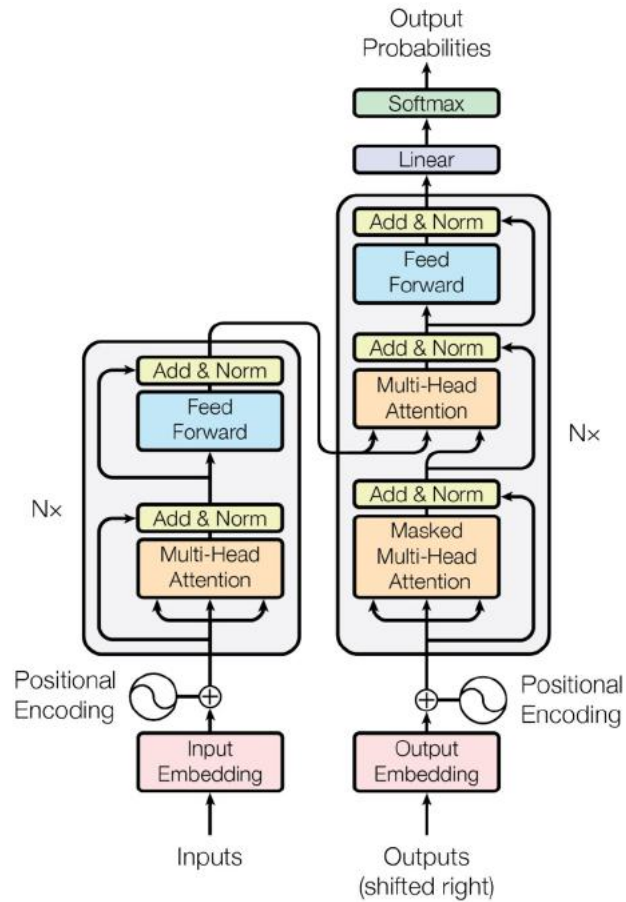 Output
Probabilities
Softmax
Linear
Add & Norm
Feed
Forward
Add & Norm
Multi-Head
Attention
Add & Norm
Masked
Multi-Head
Attention
N×
Add & Norm
Feed
Forward
Add & Norm
Multi-Head
Attention
N×
Positional
Encoding
Positional
Encoding
Input
Embedding
Output
Embedding
Inputs
Outputs
(shifted right)